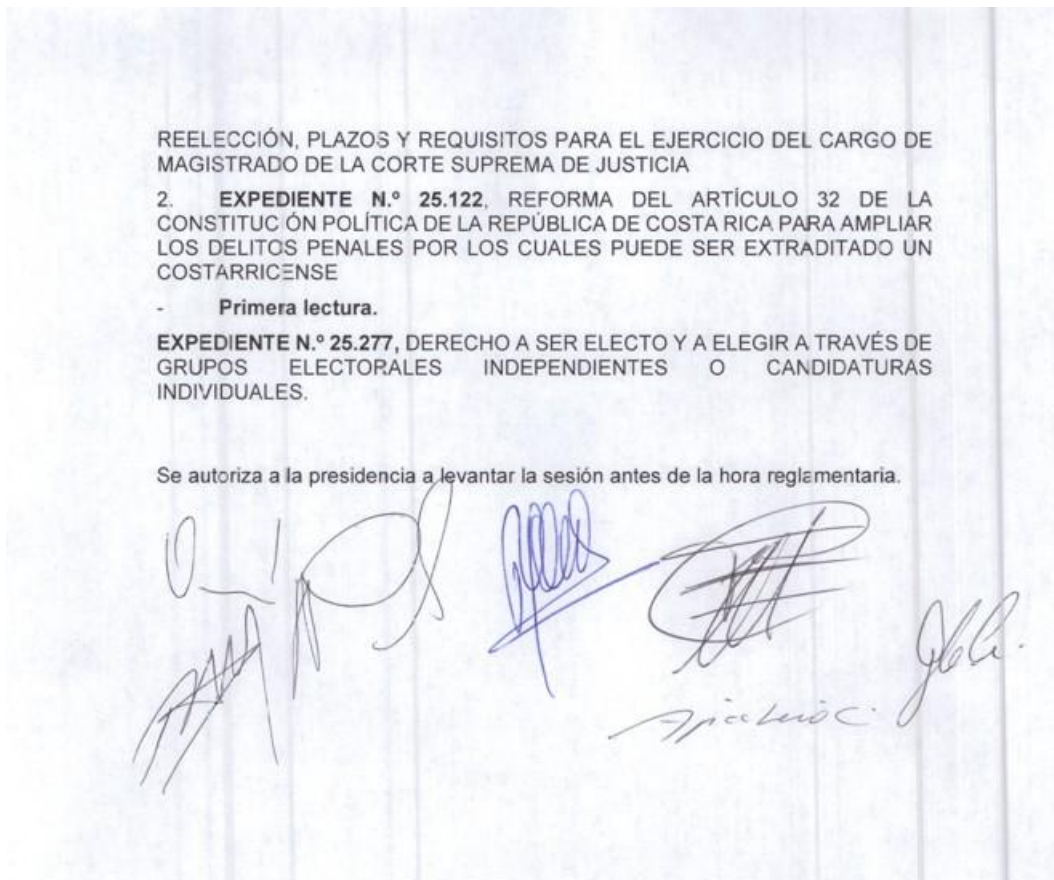 REELECCIÓN, PLAZOS Y REQUISITOS PARA EL EJERCICIO DEL CARGO DE
MAGISTRADO DE LA CORTE SUPREMA DE JUSTICIA
2. EXPEDIENTE N.º 25.122, REFORMA DEL ARTÍCULO 32 DE LA
CONSTITUCIÓN POLÍTICA DE LA REPÚBLICA DE COSTA RICA PARA AMPLIAR
LOS DELITOS PENALES POR LOS CUALES PUEDE SER EXTRADITADO UN
COSTARRICENSE
- Primera lectura.
EXPEDIENTE N.º 25.277, DERECHO A SER ELECTO Y A ELEGIR A TRAVÉS DE
GRUPOS ELECTORALES INDEPENDIENTES O CANDIDATURAS
INDIVIDUALES.
Se autoriza a la presidencia a levantar la sesión antes de la hora reglamentaria.